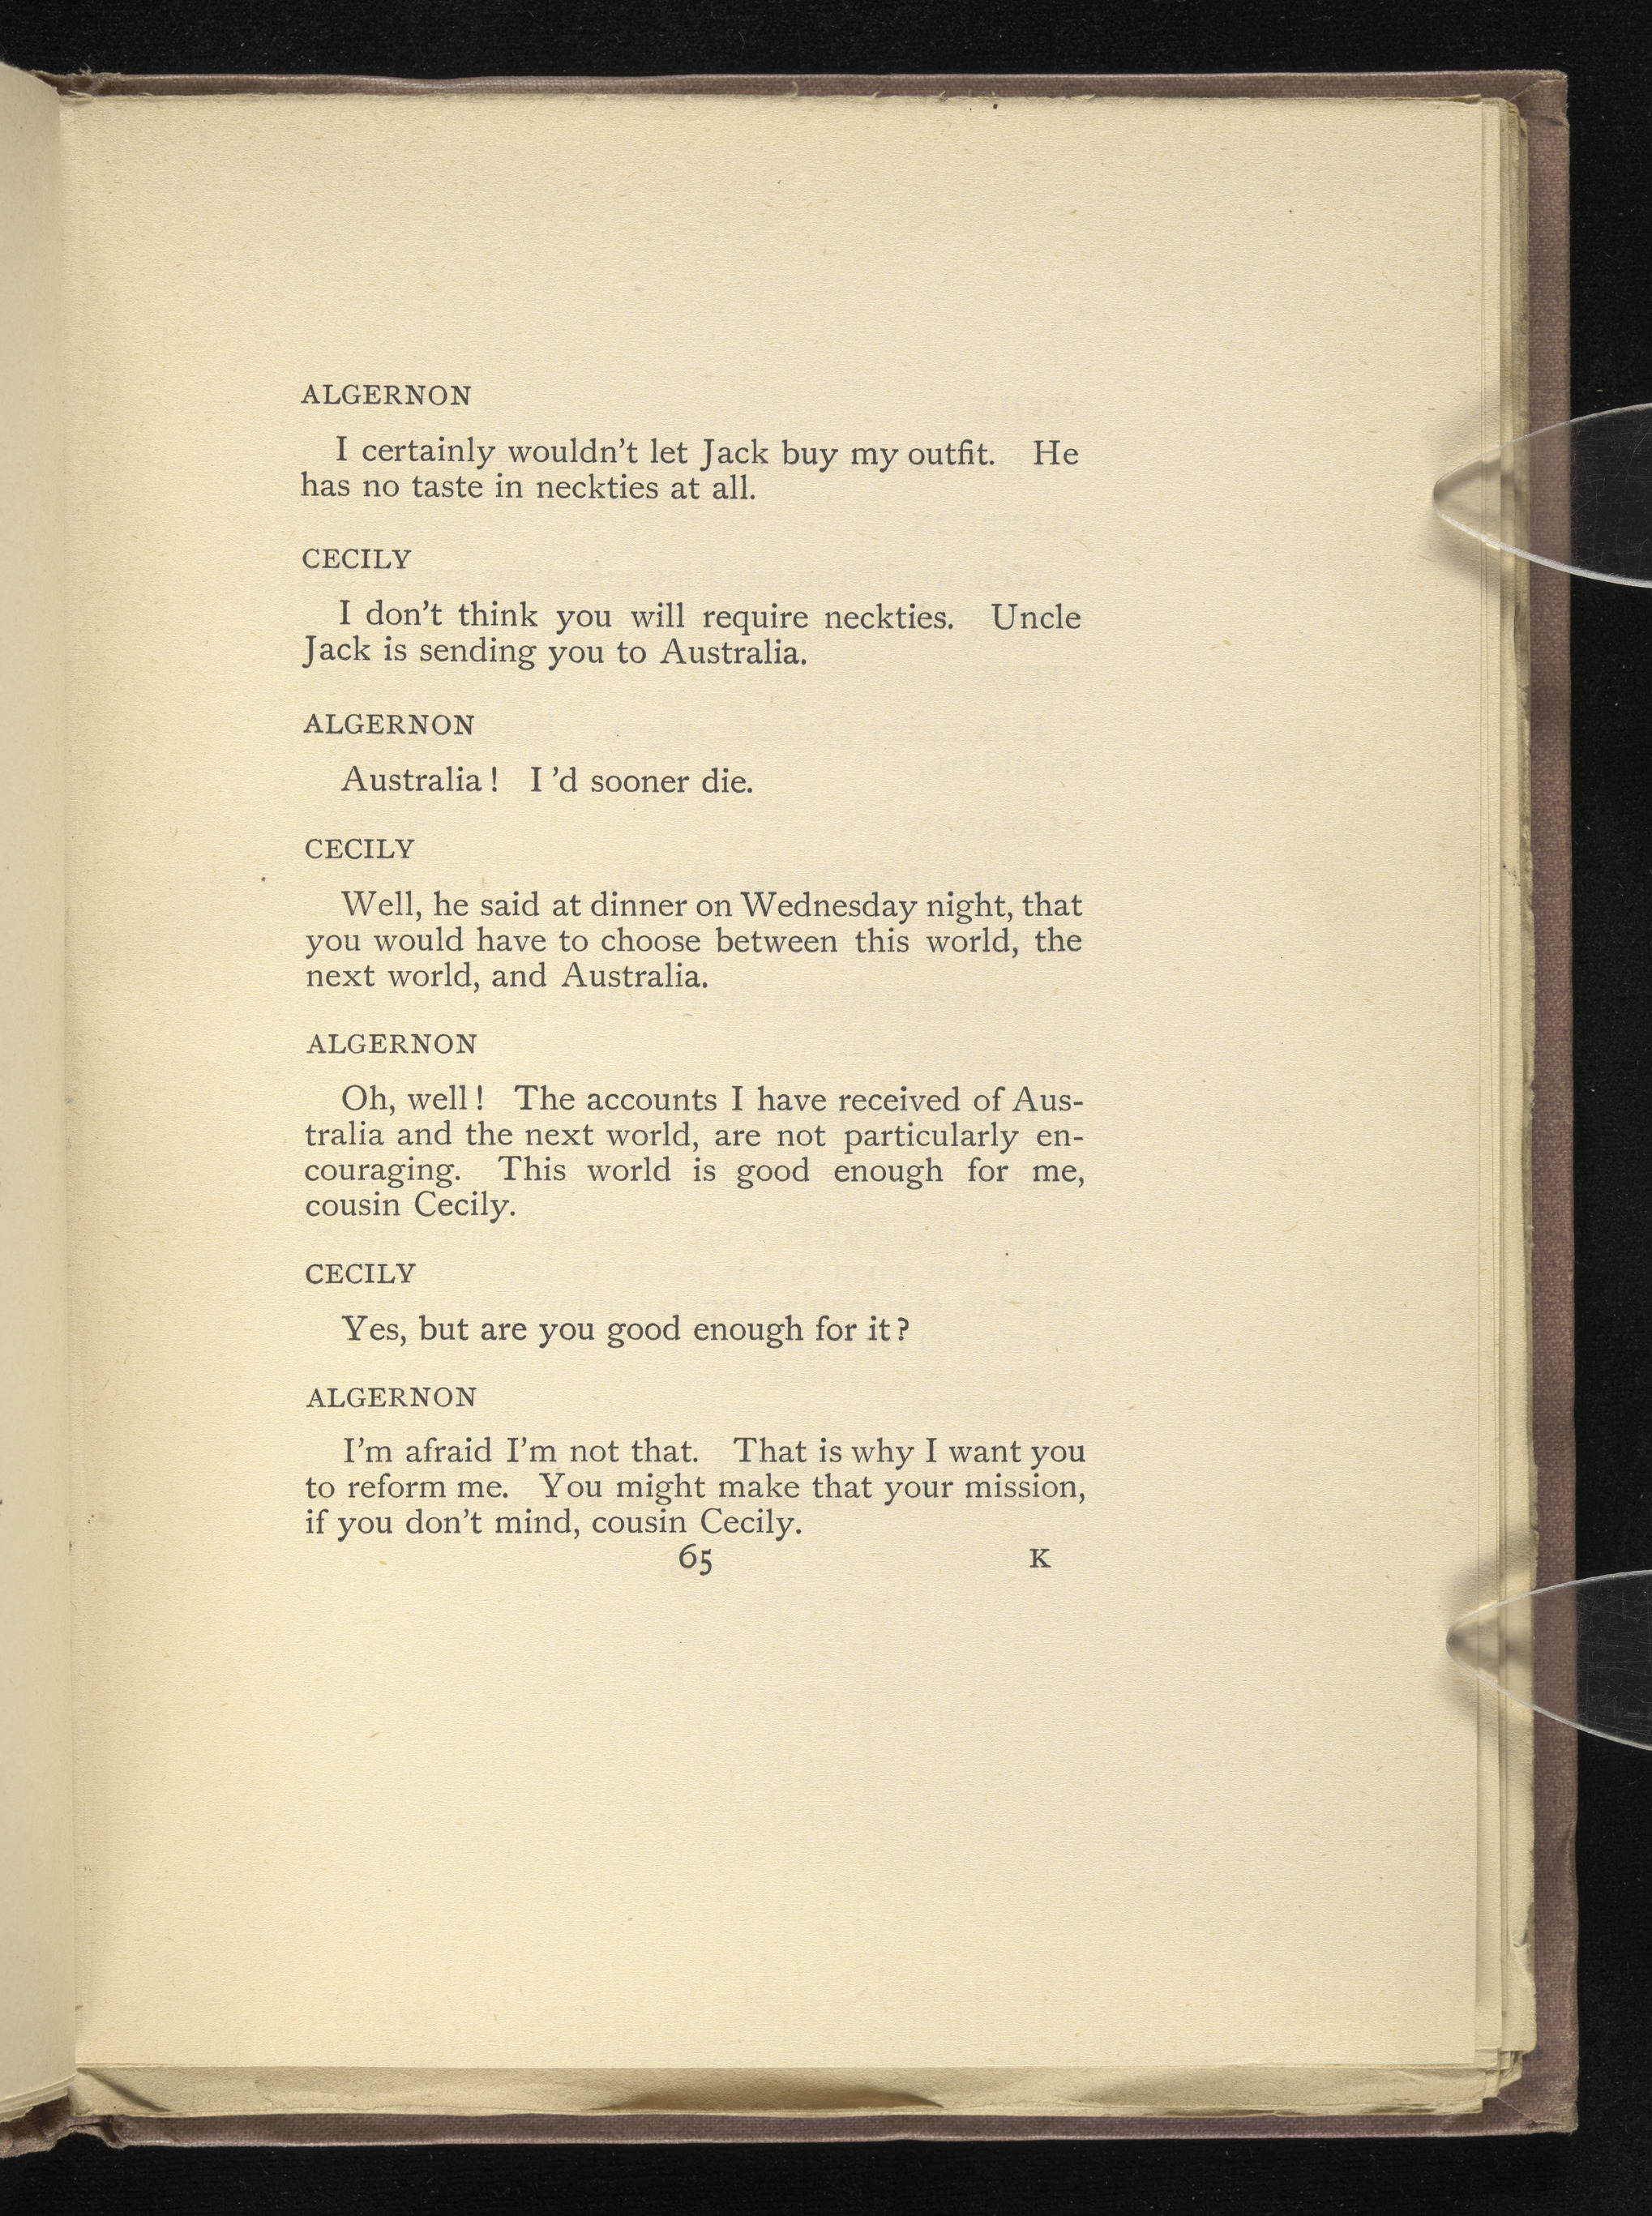 ALGERNON
I certainly wouldn't let Jack buy my outfit. He
has no taste in neckties at all.
CECILY
I don't think you will require neckties. Uncle
Jack is sending you to Australia.
ALGERNON
Australia! I'd sooner die.
CECILY
Well, he said at dinner on Wednesday night, that
you would have to choose between this world, the
next world, and Australia.
ALGERNON
Oh, well! The accounts I have received of Aus-
tralia and the next world, are not particularly en-
couraging. This world is good enough for me,
cousin Cecily.
CECILY
Yes, but are you good enough for it?
ALGERNON
I'm afraid I'm not that. That is why I want you
to reform me. You might make that your mission,
if you don't mind, cousin Cecily.
65 K